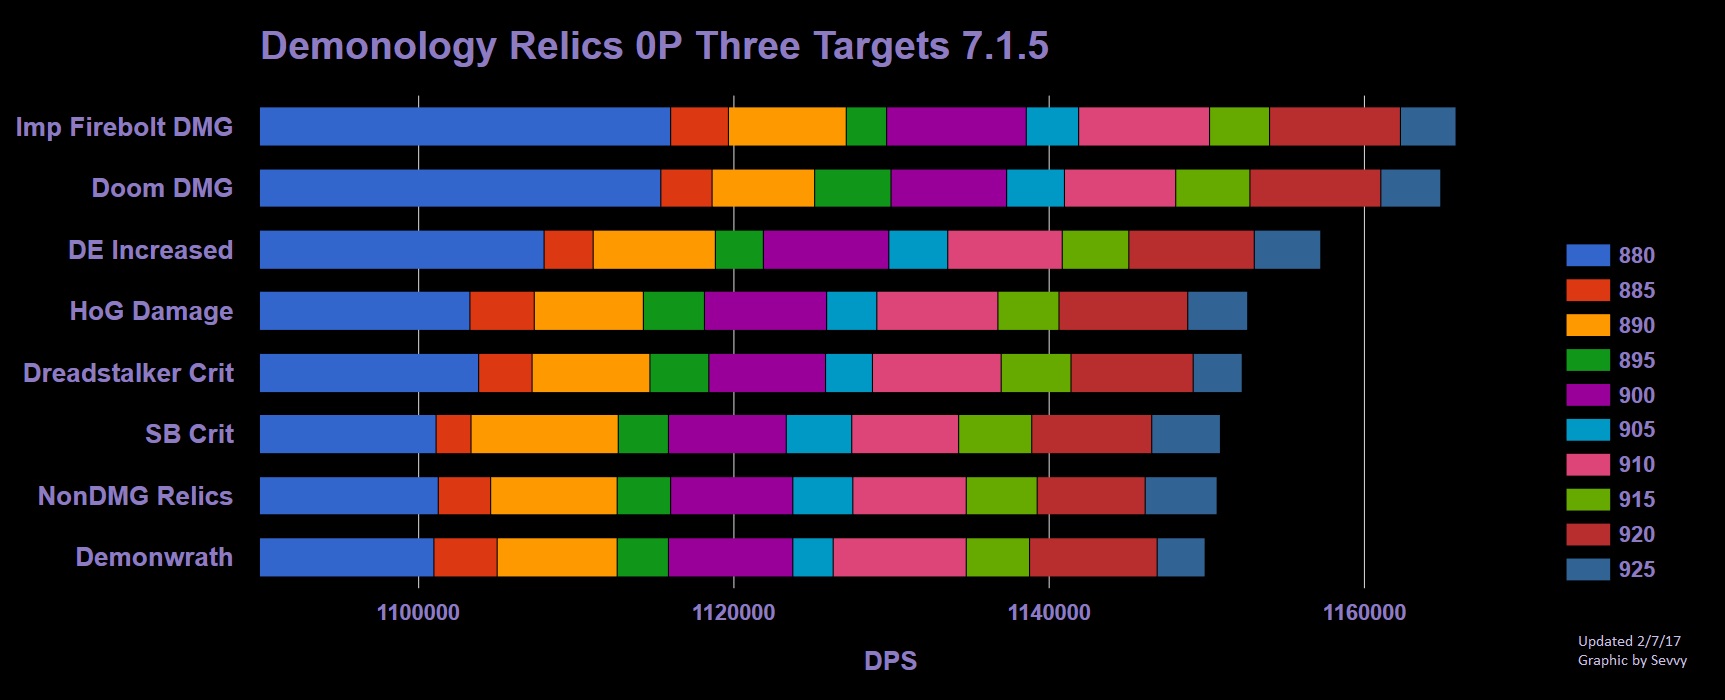 Demonology Relics 0P Three Targets 7.1.5
Imp Firebolt DMG
Doom DMG
DE Increased
HoG Damage
Dreadstalker Crit
SB Crit
NonDMG Relics
Demonwrath
1100000 1120000 1140000 1160000
DPS
880
885
890
895
900
905
910
915
920
925
Updated 2/7/17
Graphic by Sevvy